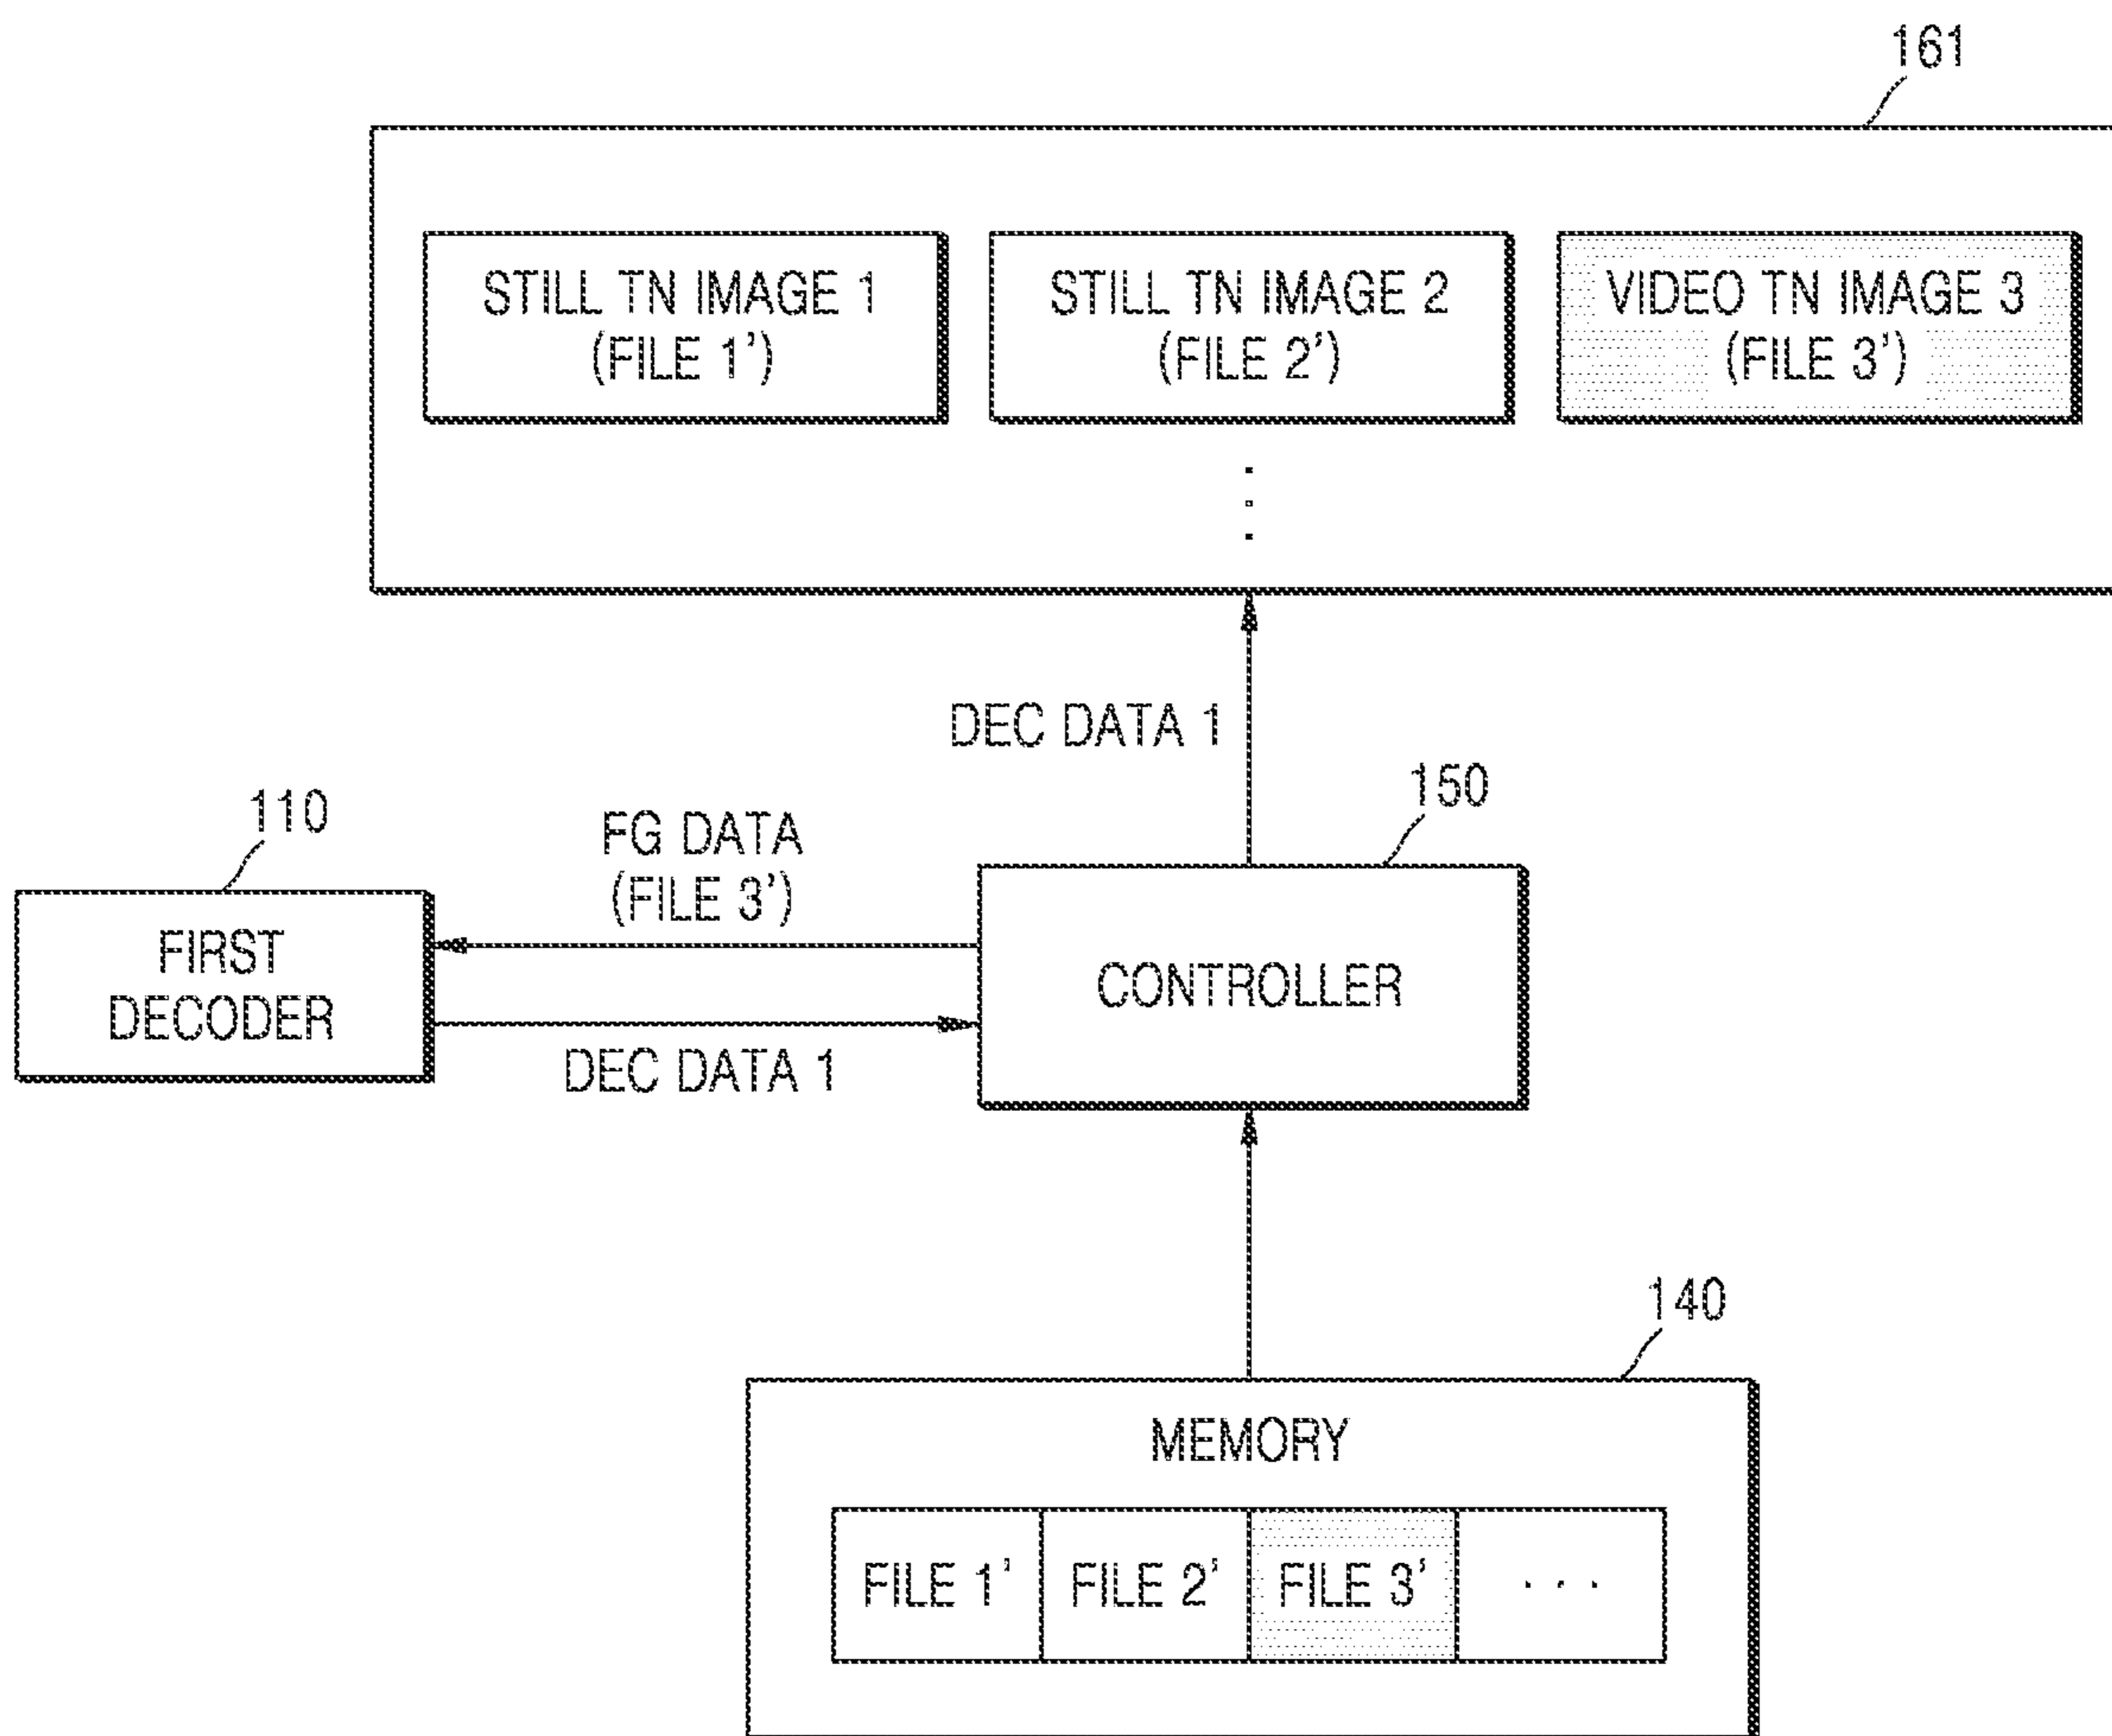 161
STILL TN IMAGE 1
(FILE 1')
STILL TN IMAGE 2
(FILE 2')
VIDEO TN IMAGE 3
(FILE 3')
DEC DATA 1
150
110
FG DATA
(FILE 3')
FIRST
DECODER
CONTROLLER
DEC DATA 1
140
MEMORY
FILE 1'
FILE 2'
FILE 3'
...